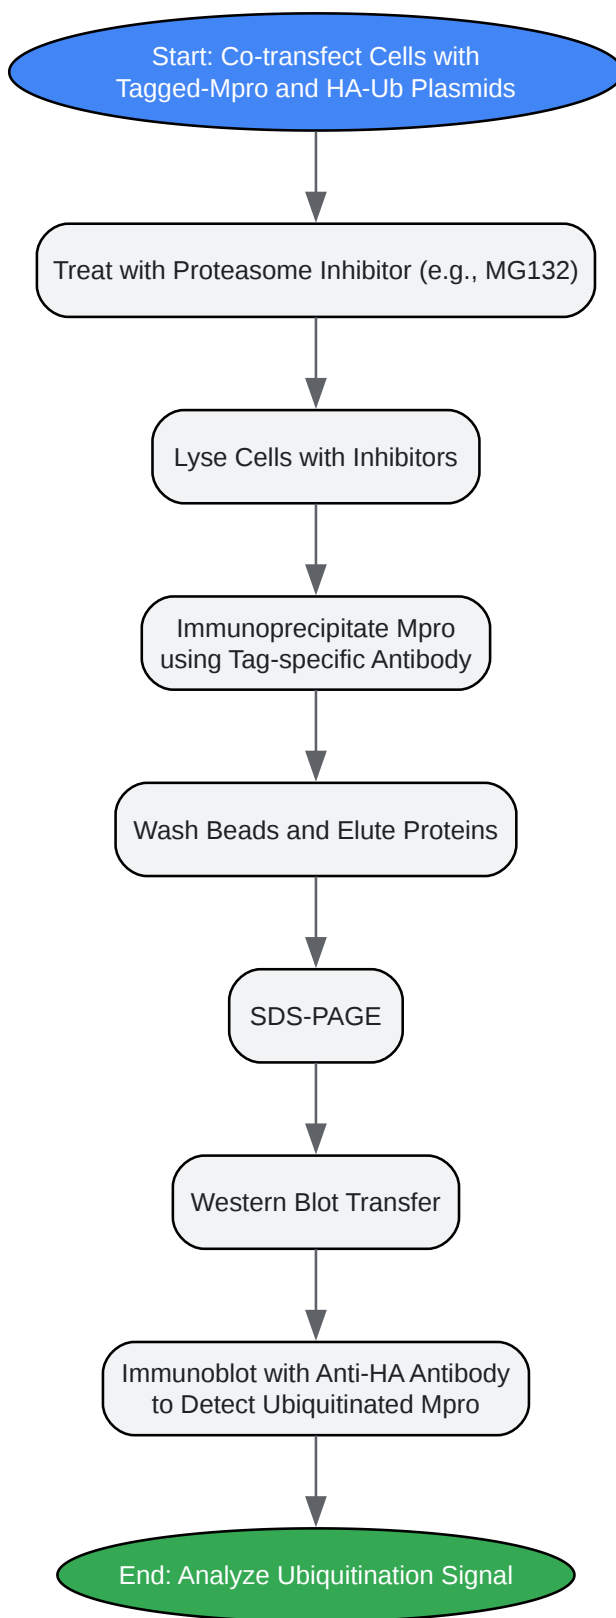 Start: Co-transfect Cells with
Tagged-Mpro and HA-Ub Plasmids
Treat with Proteasome Inhibitor (e.g., MG132)
Lyse Cells with Inhibitors
Immunoprecipitate Mpro
using Tag-specific Antibody
Wash Beads and Elute Proteins
SDS-PAGE
Western Blot Transfer
Immunoblot with Anti-HA Antibody
to Detect Ubiquitinated Mpro
End: Analyze Ubiquitination Signal